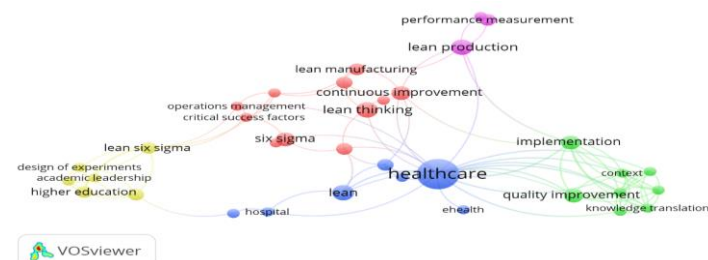 performance measurement
lean production
lean manufacturing
continuous improvement
operations management
lean thinking
critical success factors
six sigma
implementation
lean six sigma
design of experiments
healthcare
context
academic leadership
higher education
lean
quality improvement
hospital
ehealth
knowledge translation
VOSviewer